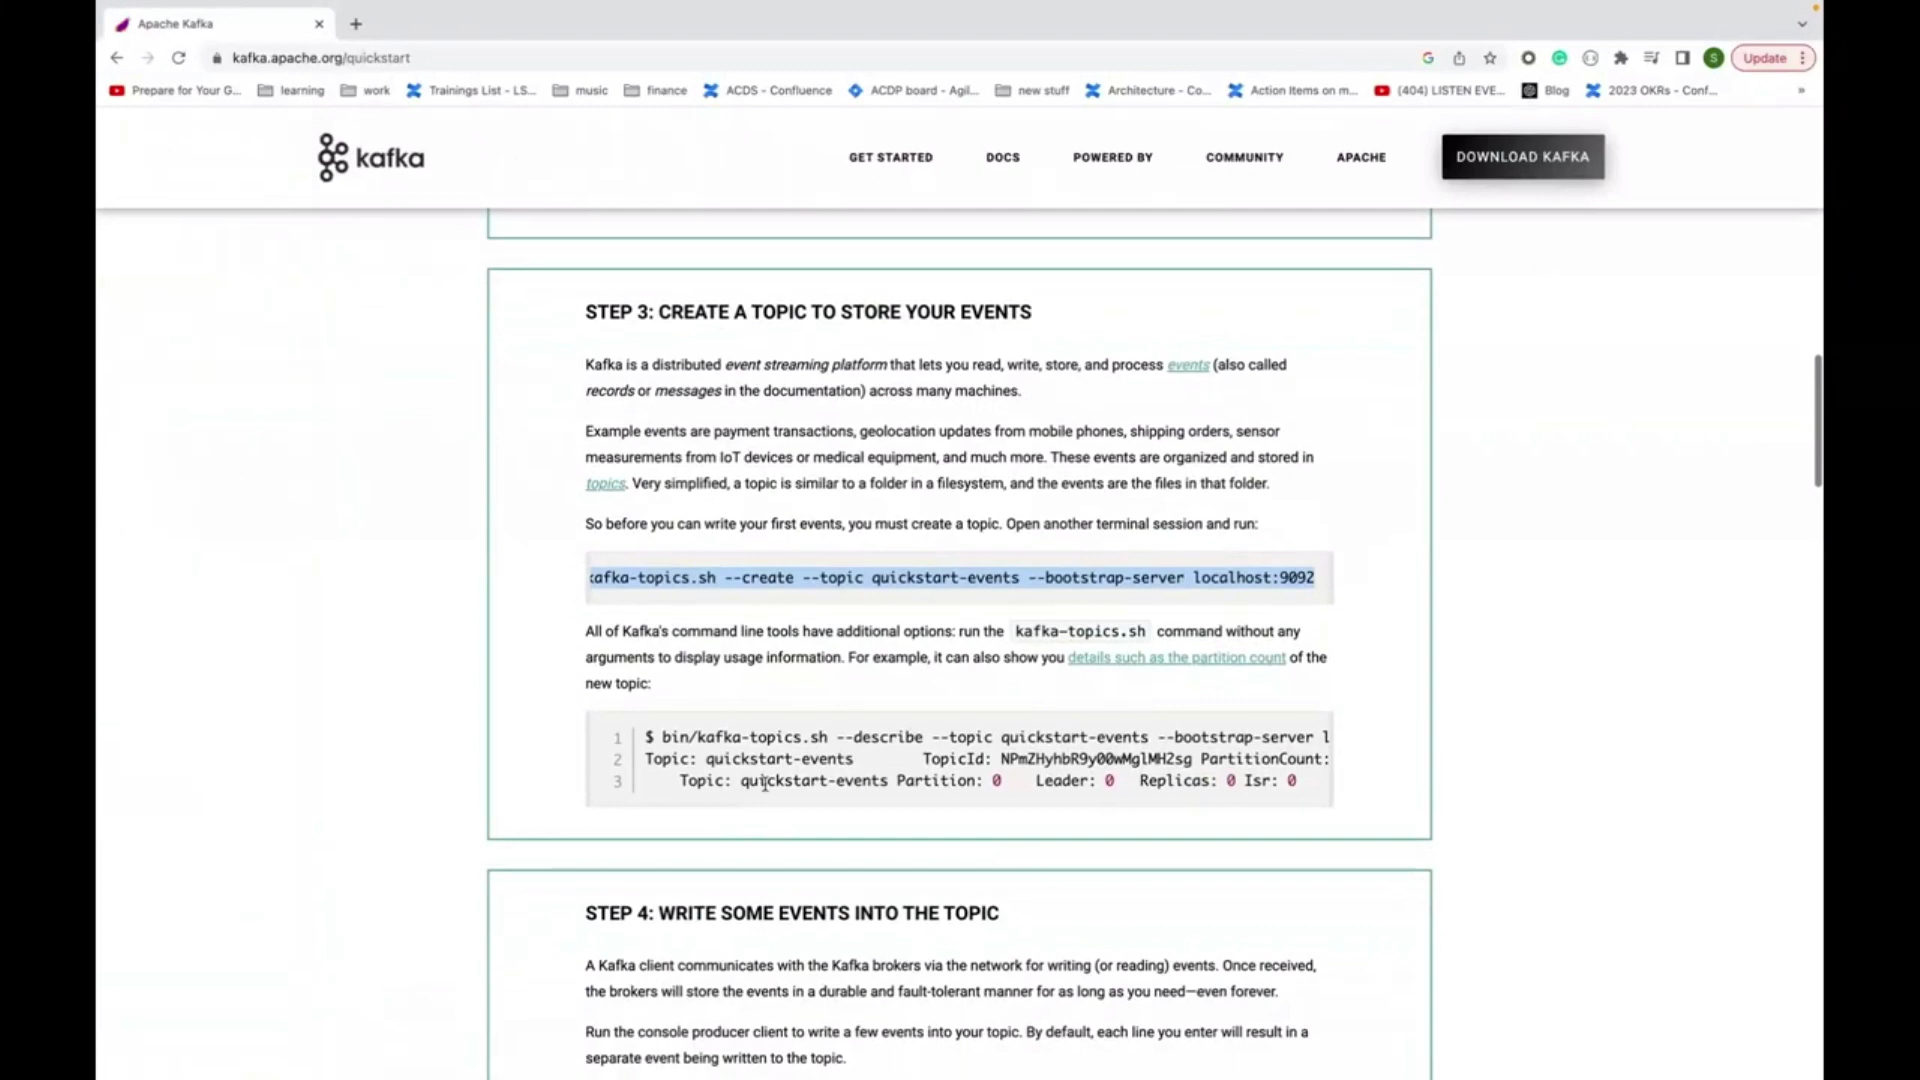 Apache Kafka
kafka.apache.org/quickstart
S
Update
Prepare for Your G...
learning
work
Trainings List - LS...
music
finance
ACDS - Confluence
ACDP board - Agil...
new stuff
Architecture - Co...
Action Items on m...
(404) LISTEN EVE...
Blog
2023 OKRs - Conf...
»
kafka
GET STARTED
DOCS
POWERED BY
COMMUNITY
APACHE
DOWNLOAD KAFKA
STEP 3: CREATE A TOPIC TO STORE YOUR EVENTS
Kafka is a distributed event streaming platform that lets you read, write, store, and process events (also called
records or messages in the documentation) across many machines.
Example events are payment transactions, geolocation updates from mobile phones, shipping orders, sensor
measurements from IoT devices or medical equipment, and much more. These events are organized and stored in
topics. Very simplified, a topic is similar to a folder in a filesystem, and the events are the files in that folder.
So before you can write your first events, you must create a topic. Open another terminal session and run:
kafka-topics.sh --create --topic quickstart-events --bootstrap-server localhost:9092
All of Kafka's command line tools have additional options: run the kafka-topics.sh command without any
arguments to display usage information. For example, it can also show you details such as the partition count of the
new topic:
1 $ bin/kafka-topics.sh --describe --topic quickstart-events --bootstrap-server l
2 Topic: quickstart-events TopicId: NPmZHyhbR9y00wMglMH2sg PartitionCount:
3 Topic: quickstart-events Partition: 0 Leader: 0 Replicas: 0 Isr: 0
STEP 4: WRITE SOME EVENTS INTO THE TOPIC
A Kafka client communicates with the Kafka brokers via the network for writing (or reading) events. Once received,
the brokers will store the events in a durable and fault-tolerant manner for as long as you need—even forever.
Run the console producer client to write a few events into your topic. By default, each line you enter will result in a
separate event being written to the topic.